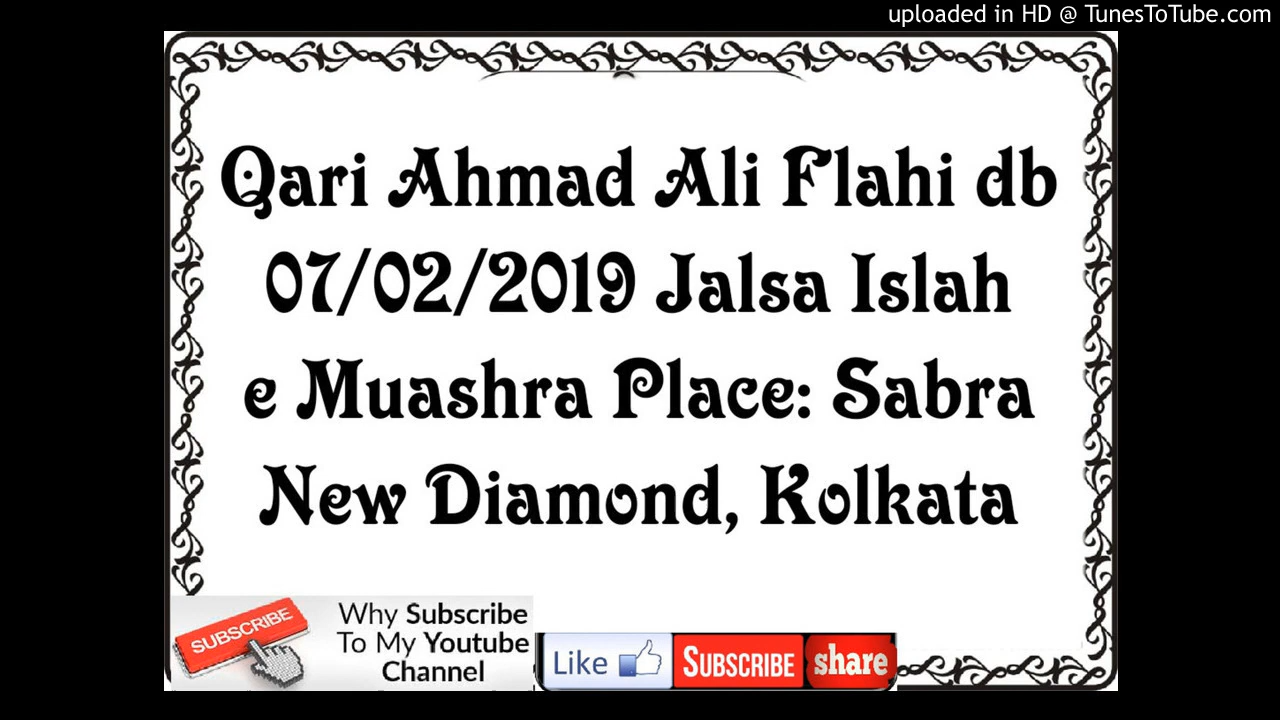 uploaded in HD @ TunesToTube.com
Qari Ahmad Ali Flahi db
07/02/2019 Jalsa Islah
e Muashra Place: Sabra
New Diamond, Kolkata
SUBSCRIBE
Why Subscribe
To My Youtube
Channel
Like
SUBSCRIBE
share